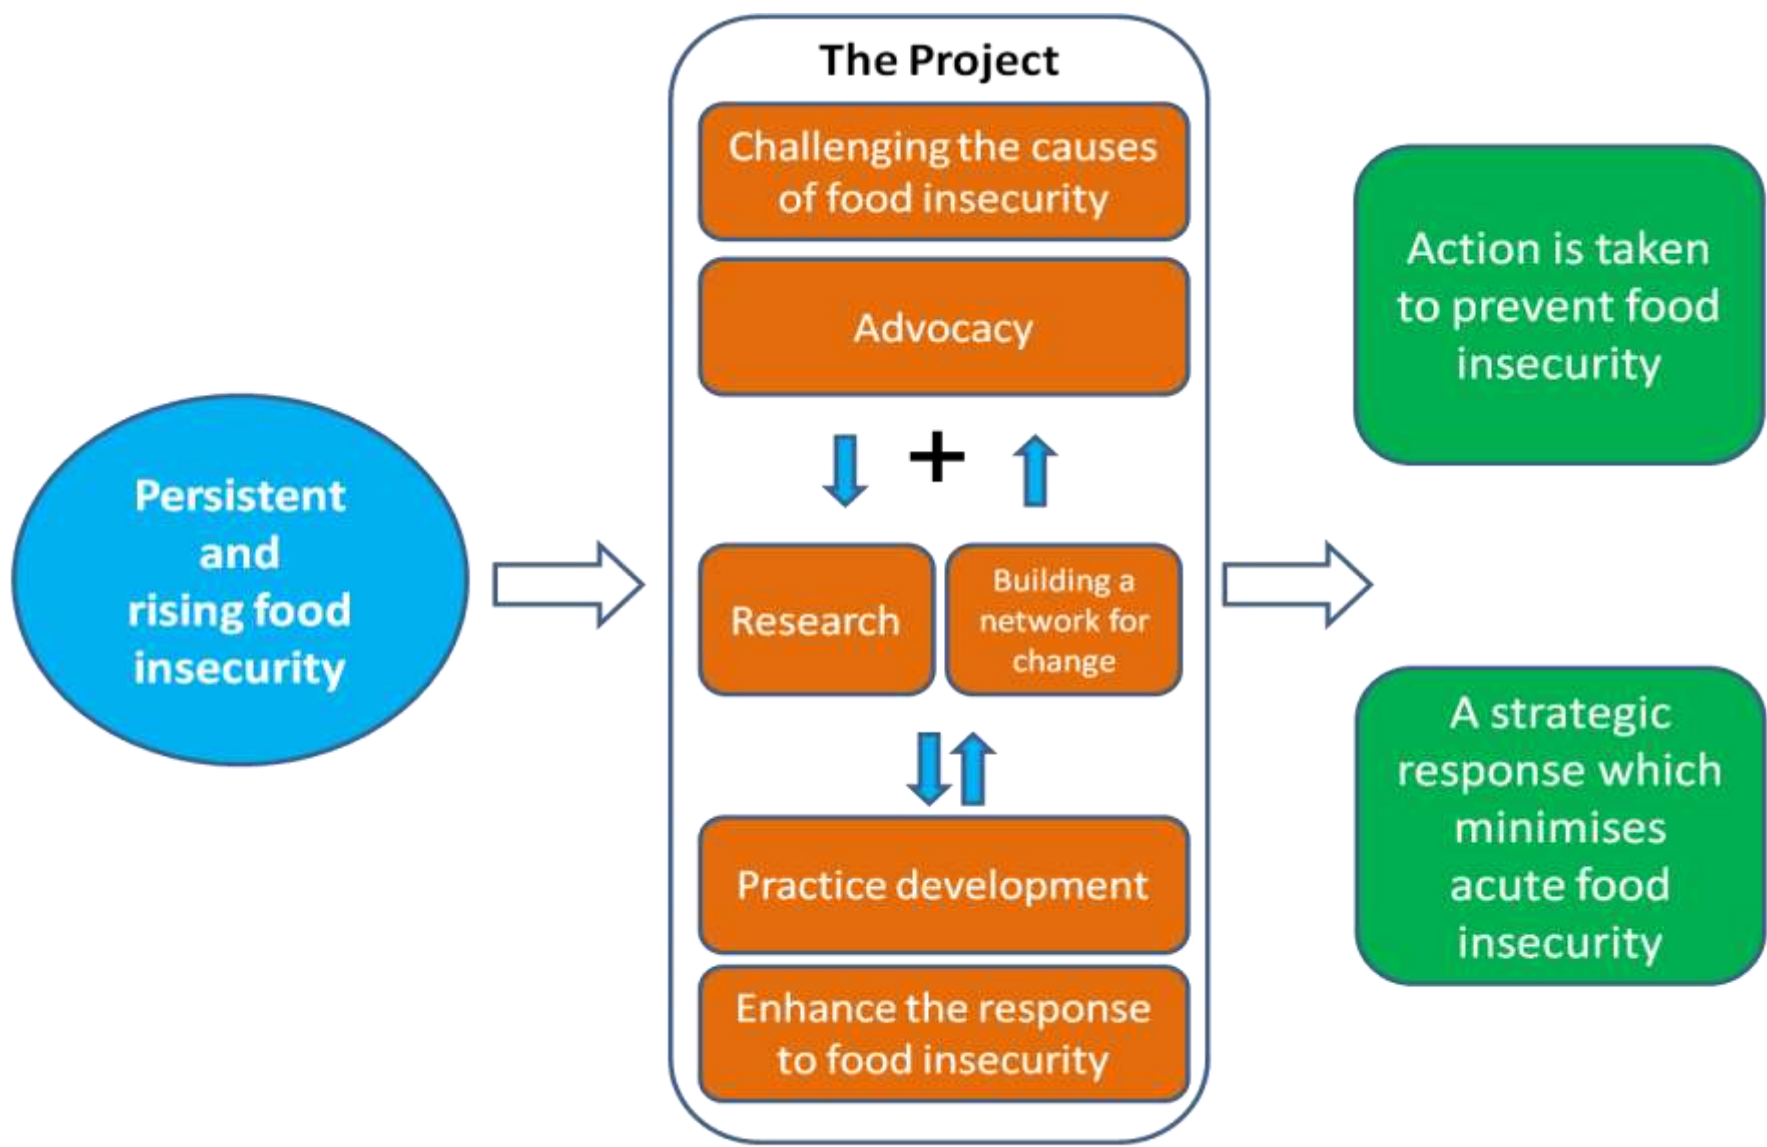 Persistent
and
rising food
insecurity
The Project
Challenging the causes
of food insecurity
Advocacy
+
Research
Building a
network for
change
Practice development
Enhance the response
to food insecurity
Action is taken
to prevent food
insecurity
A strategic
response which
minimises
acute food
insecurity